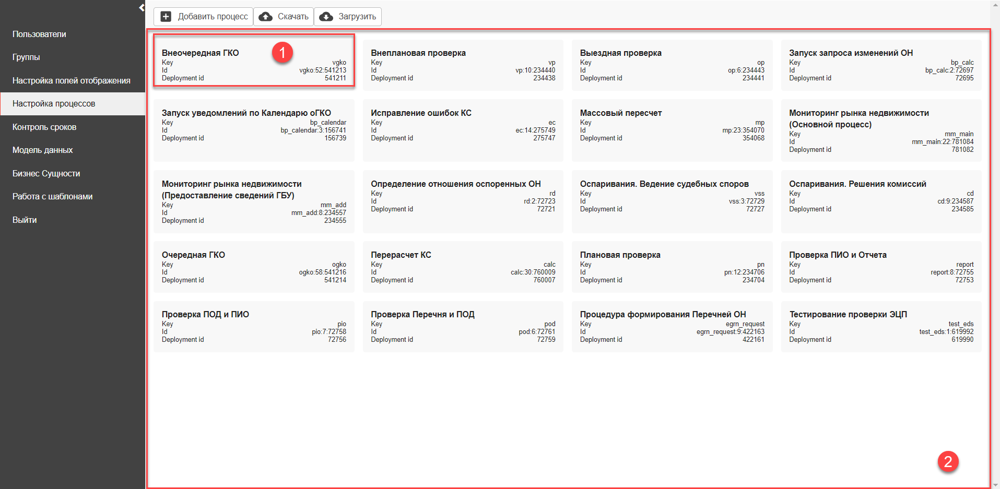 Пользователи
Группы
Настройка полей отображения
Настройка процессов
Контроль сроков
Модель данных
Бизнес Сущности
Работа с шаблонами
Выйти
Добавить процесс
Скачать
Загрузить
1
Внеочередная ГКО
Key vgko
Id vgko:52:541213
Deployment id 541211
Внеплановая проверка
Key vp
Id vp:10:234440
Deployment id 234438
Выездная проверка
Key op
Id op:6:234443
Deployment id 234441
Запуск запроса изменений ОН
Key bp_calc
Id bp_calc:2:72697
Deployment id 72695
Запуск уведомлений по Календарю оГКО
Key bp_calendar
Id bp_calendar:3:156741
Deployment id 156739
Исправление ошибок КС
Key ec
Id ec:14:275749
Deployment id 275747
Массовый пересчет
Key mp
Id mp:23:354070
Deployment id 354068
Мониторинг рынка недвижимости
(Основной процесс)
Key mm_main
Id mm_main:22:781084
Deployment id 781082
Мониторинг рынка недвижимости
(Предоставление сведений ГБУ)
Key mm_add
Id mm_add:8:234557
Deployment id 234555
Определение отношения оспоренных ОН
Key rd
Id rd:2:72723
Deployment id 72721
Оспаривания. Ведение судебных споров
Key vss
Id vss:3:72729
Deployment id 72727
Оспаривания. Решения комиссий
Key cd
Id cd:9:234587
Deployment id 234585
Очередная ГКО
Key ogko
Id ogko:58:541216
Deployment id 541214
Перерасчет КС
Key calc
Id calc:30:760009
Deployment id 760007
Плановая проверка
Key pn
Id pn:12:234706
Deployment id 234704
Проверка ПИО и Отчета
Key report
Id report:8:72755
Deployment id 72753
Проверка ПОД и ПИО
Key pio
Id pio:7:72758
Deployment id 72756
Проверка Перечня и ПОД
Key pod
Id pod:6:72761
Deployment id 72759
Процедура формирования Перечней ОН
Key egrn_request
Id egrn_request:9:422163
Deployment id 422161
Тестирование проверки ЭЦП
Key test_eds
Id test_eds:1:619992
Deployment id 619990
2